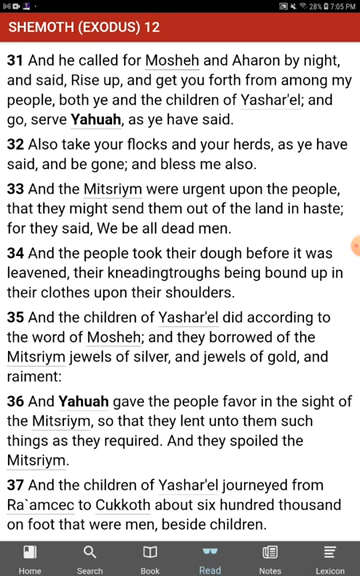 28% 7:05 PM
SHEMOTH (EXODUS) 12
31 And he called for Mosheh and Aharon by night,
and said, Rise up, and get you forth from among my
people, both ye and the children of Yashar'el; and
go, serve Yahuah, as ye have said.
32 Also take your flocks and your herds, as ye have
said, and be gone; and bless me also.
33 And the Mitsriym were urgent upon the people,
that they might send them out of the land in haste;
for they said, We be all dead men.
34 And the people took their dough before it was
leavened, their kneadingtroughs being bound up in
their clothes upon their shoulders.
35 And the children of Yashar'el did according to
the word of Mosheh; and they borrowed of the
Mitsriym jewels of silver, and jewels of gold, and
raiment:
36 And Yahuah gave the people favor in the sight of
the Mitsriym, so that they lent unto them such
things as they required. And they spoiled the
Mitsriym.
37 And the children of Yashar'el journeyed from
Ra`amcec to Cukkoth about six hundred thousand
on foot that were men, beside children.
Home Search Book Read Notes Lexicon